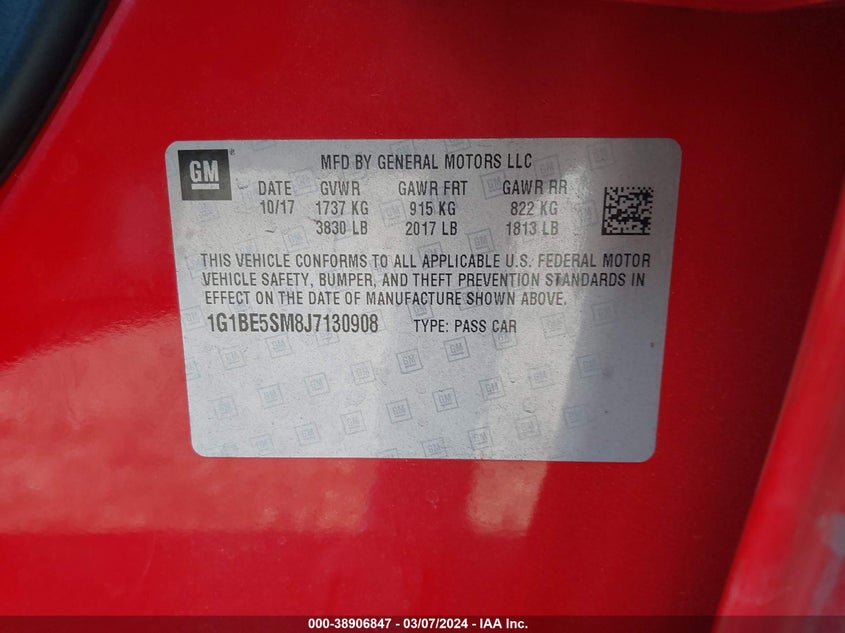 GM ® MFD BY GENERAL MOTORS LLC
DATE GVWR GAWR FRT GAWR RR
10/17 1737 KG 915 KG 822 KG
3830 LB 2017 LB 1813 LB
THIS VEHICLE CONFORMS TO ALL APPLICABLE U.S. FEDERAL MOTOR
VEHICLE SAFETY, BUMPER, AND THEFT PREVENTION STANDARDS IN
EFFECT ON THE DATE OF MANUFACTURE SHOWN ABOVE.
1G1BE5SM8J7130908 TYPE: PASS CAR
000-38906847 — 03/07/2024 — IAA Inc.